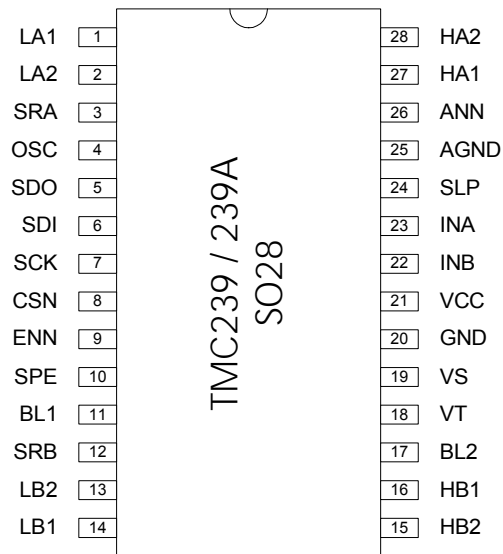 LA1 1 28 HA2
LA2 2 27 HA1
SRA 3 26 ANN
OSC 4 25 AGND
SDO 5 24 SLP
SDI 6 23 INA
SCK 7 22 INB
CSN 8 21 VCC
ENN 9 20 GND
SPE 10 19 VS
BL1 11 18 VT
SRB 12 17 BL2
LB2 13 16 HB1
LB1 14 15 HB2
TMC239 / 239A
SO28